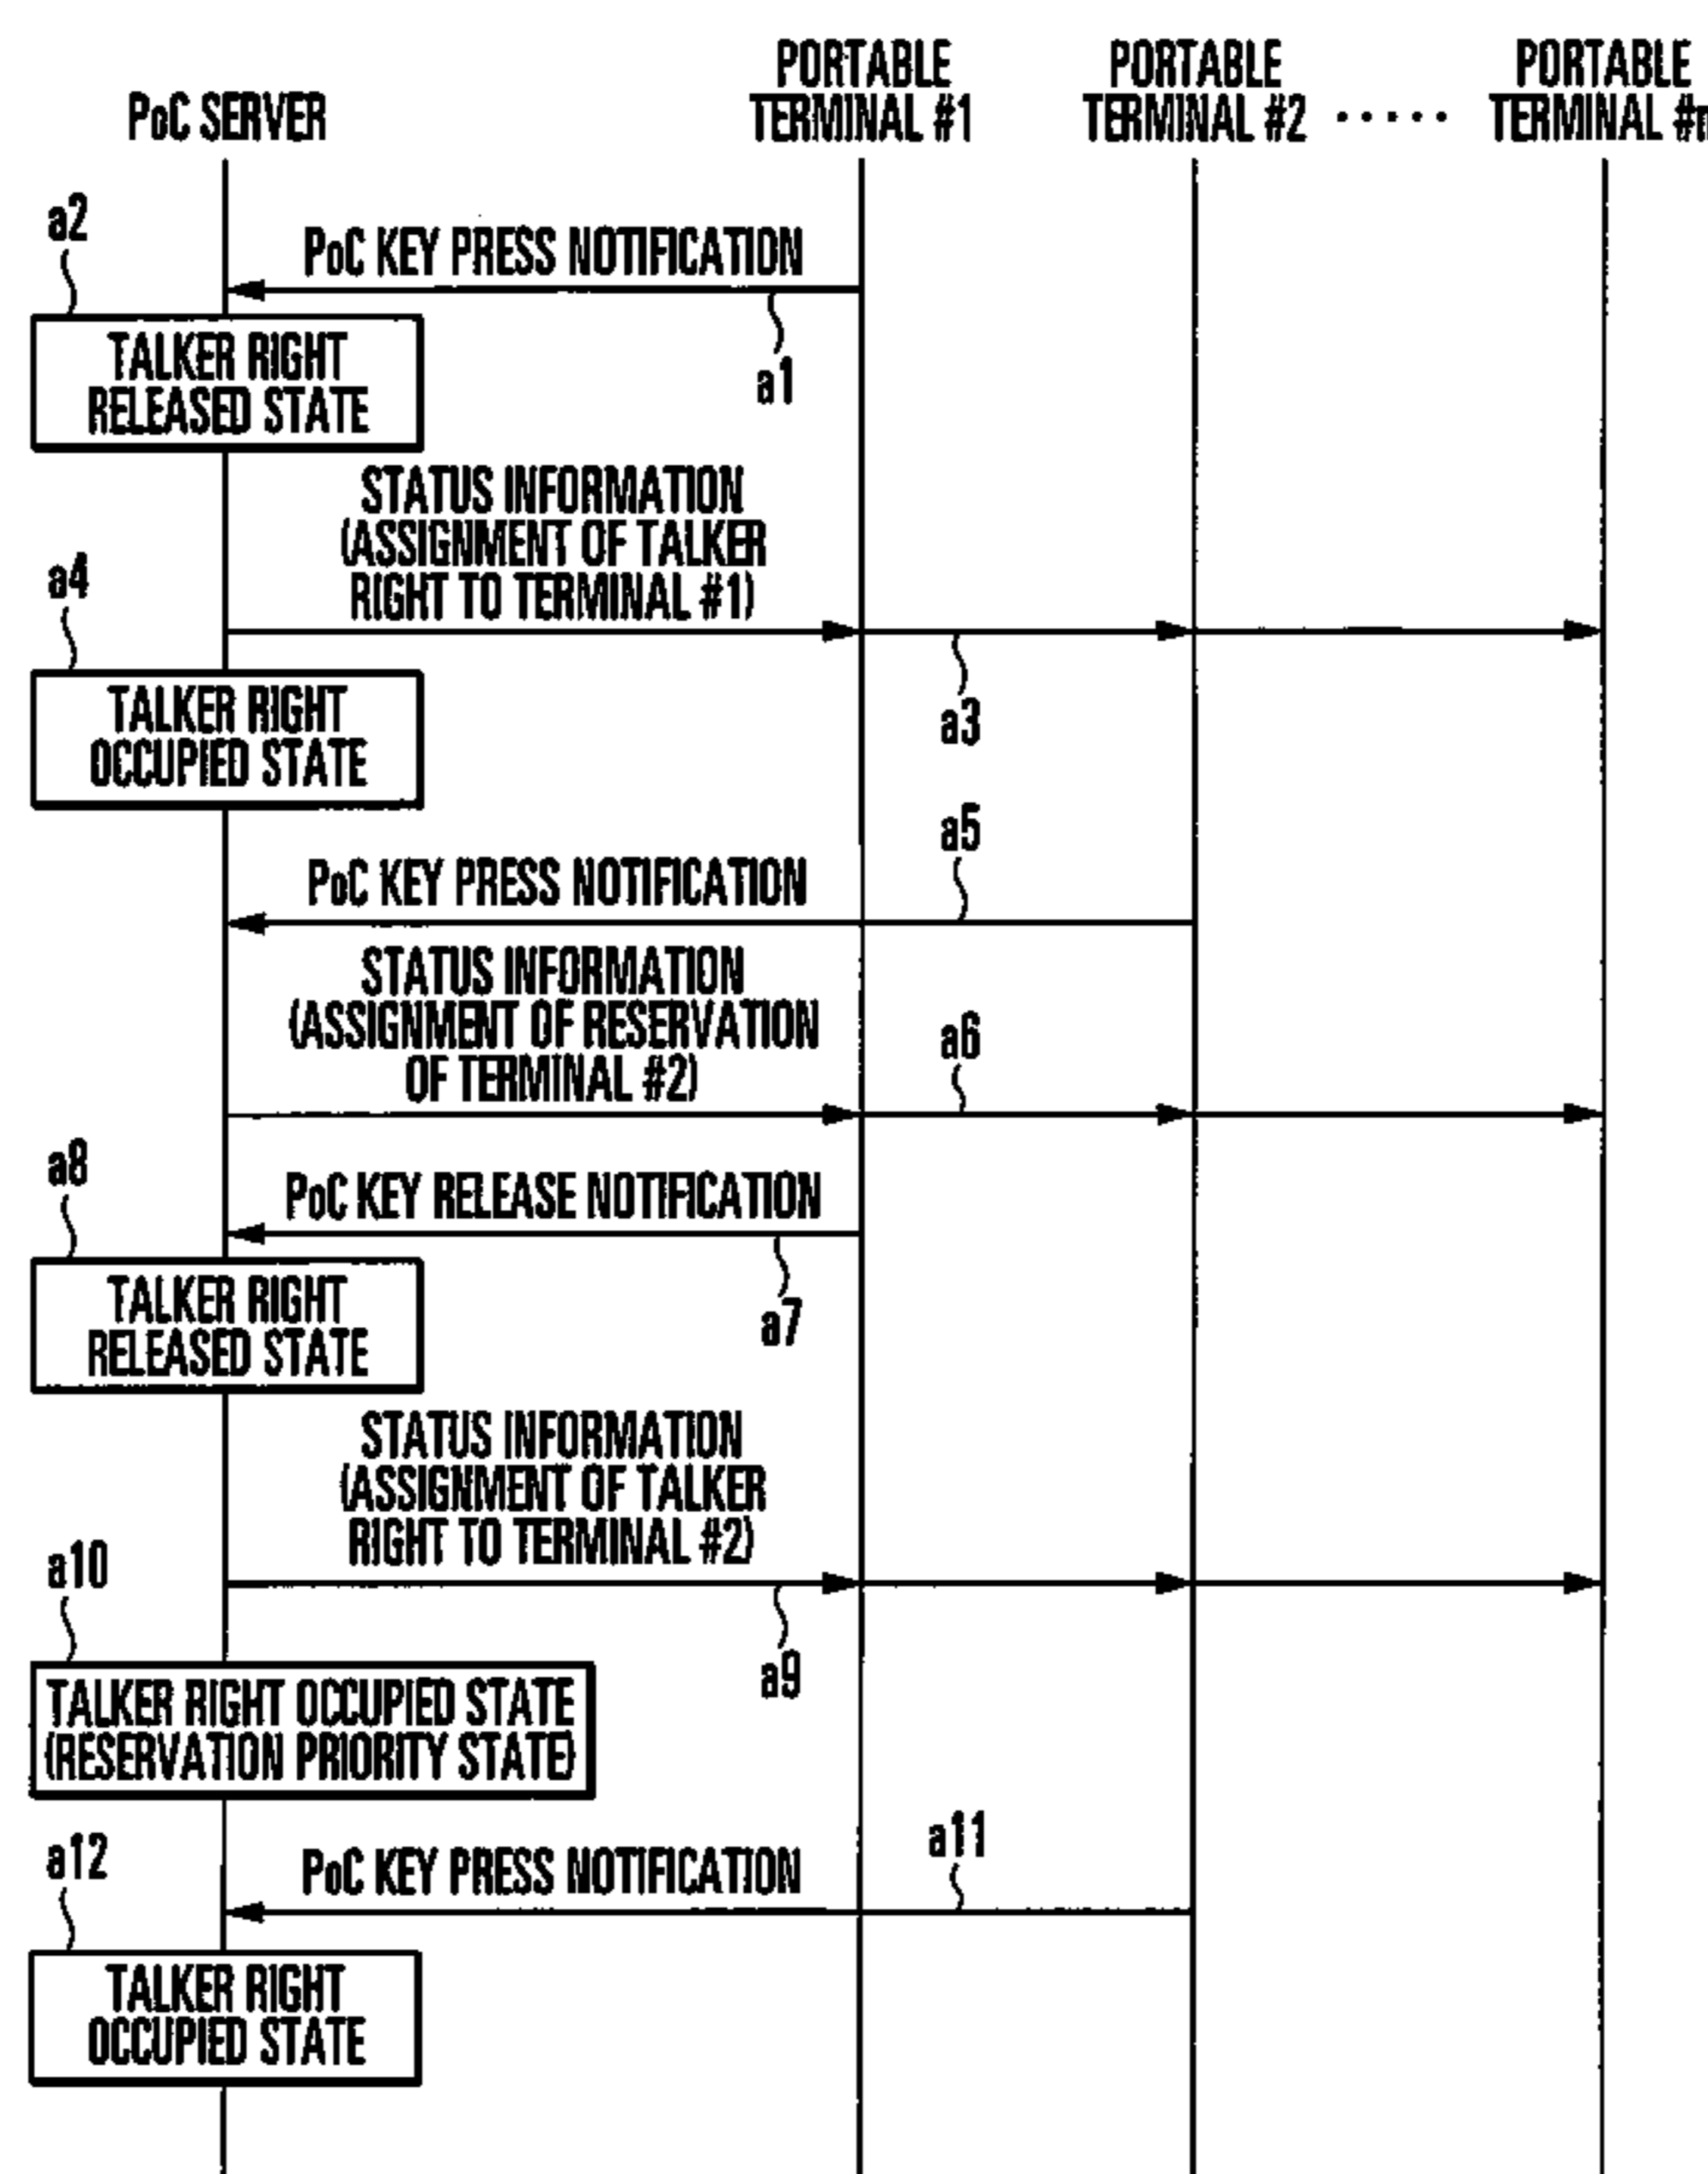 PoC SERVER
PORTABLE
TERMINAL #1
PORTABLE
TERMINAL #2
.....
PORTABLE
TERMINAL #n
a2
PoC KEY PRESS NOTIFICATION
a1
TALKER RIGHT
RELEASED STATE
STATUS INFORMATION
(ASSIGNMENT OF TALKER
RIGHT TO TERMINAL #1)
a4
a3
TALKER RIGHT
OCCUPIED STATE
a5
PoC KEY PRESS NOTIFICATION
STATUS INFORMATION
(ASSIGNMENT OF RESERVATION
OF TERMINAL #2)
a6
a8
PoC KEY RELEASE NOTIFICATION
a7
TALKER RIGHT
RELEASED STATE
STATUS INFORMATION
(ASSIGNMENT OF TALKER
RIGHT TO TERMINAL #2)
a10
a9
TALKER RIGHT OCCUPIED STATE
(RESERVATION PRIORITY STATE)
a12
PoC KEY PRESS NOTIFICATION
a11
TALKER RIGHT
OCCUPIED STATE